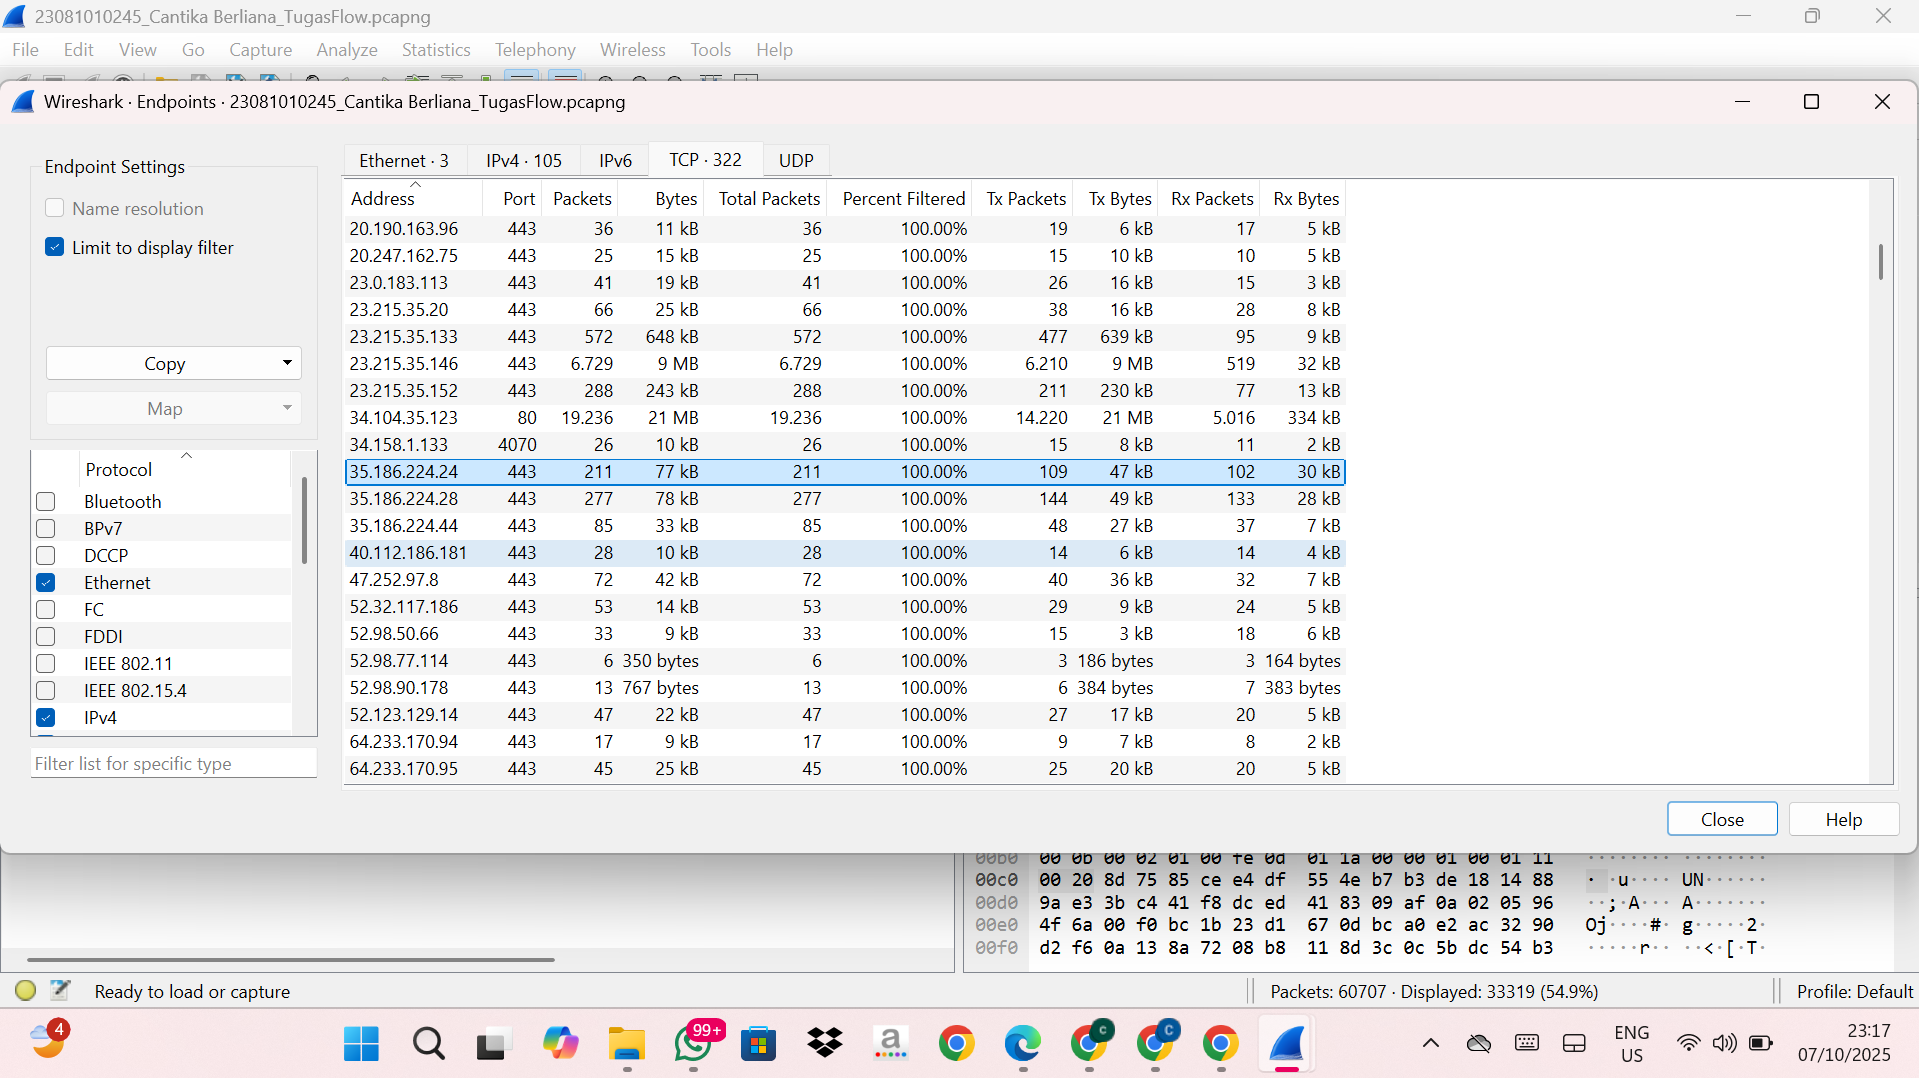 23081010245_Cantika Berliana_TugasFlow.pcapng
File Edit View Go Capture Analyze Statistics Telephony Wireless Tools Help
Wireshark · Endpoints · 23081010245_Cantika Berliana_TugasFlow.pcapng
Endpoint Settings
Name resolution
Limit to display filter
Copy
Map
Protocol
Bluetooth
BPv7
DCCP
Ethernet
FC
FDDI
IEEE 802.11
IEEE 802.15.4
IPv4
Filter list for specific type
Ethernet · 3 IPv4 · 105 IPv6 TCP · 322 UDP
Address Port Packets Bytes Total Packets Percent Filtered Tx Packets Tx Bytes Rx Packets Rx Bytes
20.190.163.96 443 36 11 kB 36 100.00% 19 6 kB 17 5 kB
20.247.162.75 443 25 15 kB 25 100.00% 15 10 kB 10 5 kB
23.0.183.113 443 41 19 kB 41 100.00% 26 16 kB 15 3 kB
23.215.35.20 443 66 25 kB 66 100.00% 38 16 kB 28 8 kB
23.215.35.133 443 572 648 kB 572 100.00% 477 639 kB 95 9 kB
23.215.35.146 443 6.729 9 MB 6.729 100.00% 6.210 9 MB 519 32 kB
23.215.35.152 443 288 243 kB 288 100.00% 211 230 kB 77 13 kB
34.104.35.123 80 19.236 21 MB 19.236 100.00% 14.220 21 MB 5.016 334 kB
34.158.1.133 4070 26 10 kB 26 100.00% 15 8 kB 11 2 kB
35.186.224.24 443 211 77 kB 211 100.00% 109 47 kB 102 30 kB
35.186.224.28 443 277 78 kB 277 100.00% 144 49 kB 133 28 kB
35.186.224.44 443 85 33 kB 85 100.00% 48 27 kB 37 7 kB
40.112.186.181 443 28 10 kB 28 100.00% 14 6 kB 14 4 kB
47.252.97.8 443 72 42 kB 72 100.00% 40 36 kB 32 7 kB
52.32.117.186 443 53 14 kB 53 100.00% 29 9 kB 24 5 kB
52.98.50.66 443 33 9 kB 33 100.00% 15 3 kB 18 6 kB
52.98.77.114 443 6 350 bytes 6 100.00% 3 186 bytes 3 164 bytes
52.98.90.178 443 13 767 bytes 13 100.00% 6 384 bytes 7 383 bytes
52.123.129.14 443 47 22 kB 47 100.00% 27 17 kB 20 5 kB
64.233.170.94 443 17 9 kB 17 100.00% 9 7 kB 8 2 kB
64.233.170.95 443 45 25 kB 45 100.00% 25 20 kB 20 5 kB
Close Help
00b0 00 0b 00 02 01 00 fe 0d 01 1a 00 00 01 00 01 11 ········ ········
00c0 00 20 8d 75 85 ce e4 df 55 4e b7 b3 de 18 14 88 · ·u···· UN······
00d0 9a e3 3b c4 41 f8 dc ed 41 83 09 af 0a 02 05 96 ··;·A··· A·······
00e0 4f 6a 00 f0 bc 1b 23 d1 67 0d bc a0 e2 ac 32 90 Oj····#· g·····2·
00f0 d2 f6 0a 13 8a 72 08 b8 11 8d 3c 0c 5b dc 54 b3 ·····r·· ··<·[·T·
Ready to load or capture
Packets: 60707 · Displayed: 33319 (54.9%)
Profile: Default
4
99+
a
C
C
ENG
US
23:17
07/10/2025